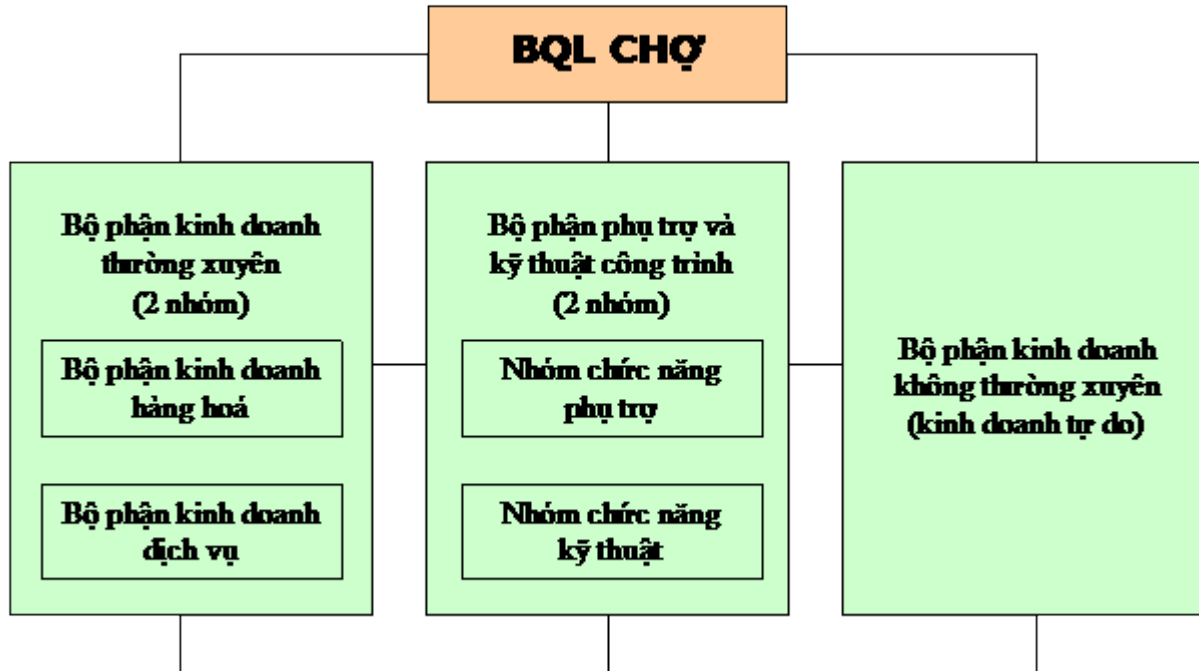 BQL CHỢ
Bộ phận kinh doanh
thường xuyên
(2 nhóm)
Bộ phận kinh doanh
hàng hoá
Bộ phận kinh doanh
dịch vụ
Bộ phận phụ trợ và
kỹ thuật công trình
(2 nhóm)
Nhóm chức năng
phụ trợ
Nhóm chức năng
kỹ thuật
Bộ phận kinh doanh
không thường xuyên
(kinh doanh tự do)